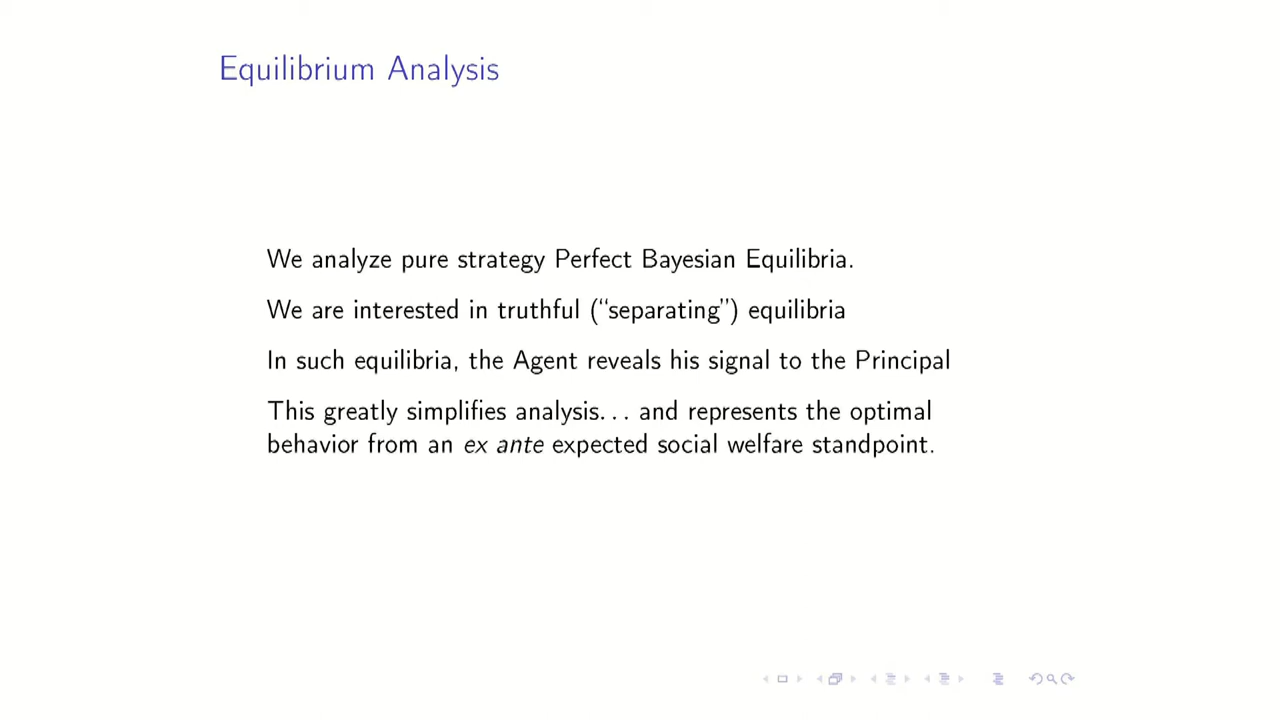 Equilibrium Analysis
We analyze pure strategy Perfect Bayesian Equilibria.
We are interested in truthful (“separating”) equilibria
In such equilibria, the Agent reveals his signal to the Principal
This greatly simplifies analysis... and represents the optimal
behavior from an ex ante expected social welfare standpoint.